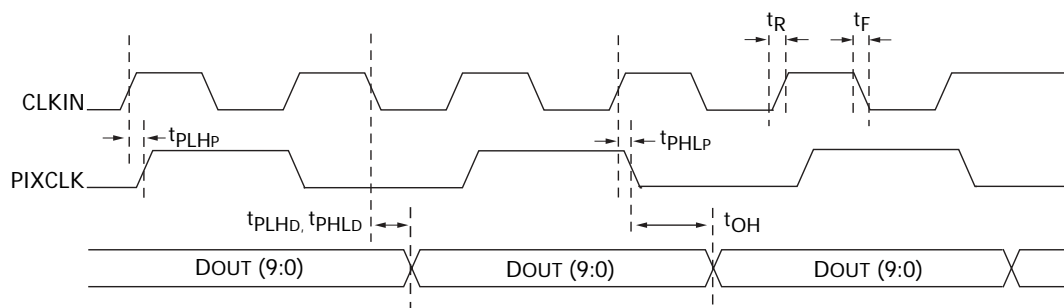 tR tF
CLKIN
tPLHP tPHLP
PIXCLK
tPLHD, tPHLD tOH
DOUT (9:0) DOUT (9:0) DOUT (9:0)